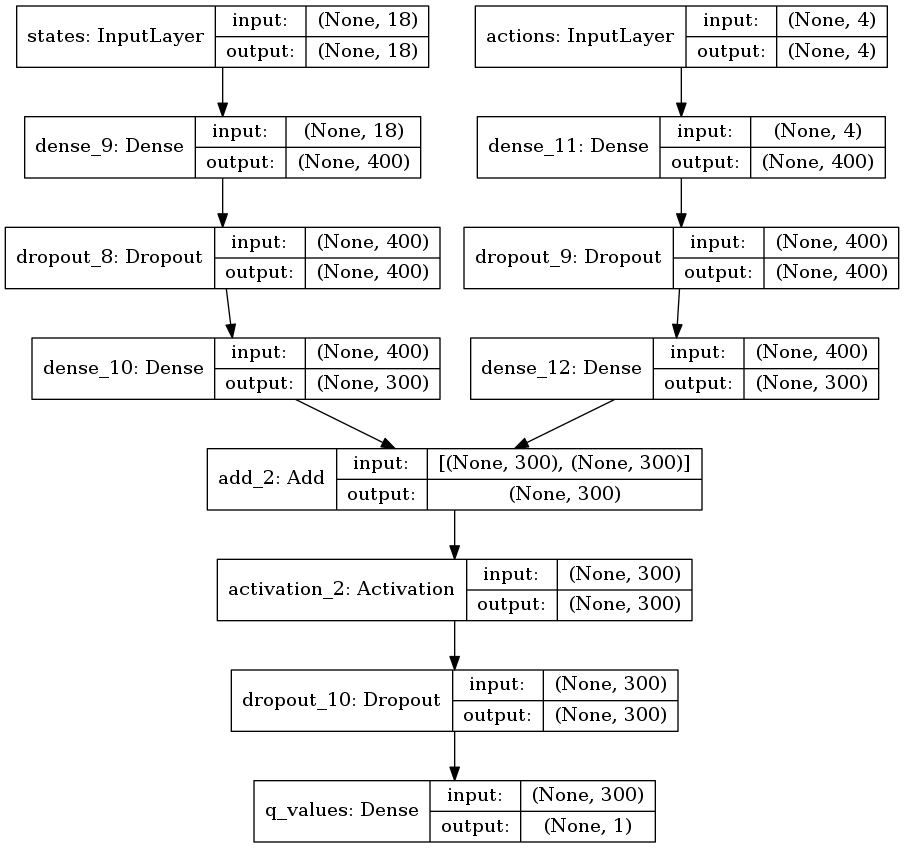 states: InputLayer
input: (None, 18)
output: (None, 18)
actions: InputLayer
input: (None, 4)
output: (None, 4)
dense_9: Dense
input: (None, 18)
output: (None, 400)
dense_11: Dense
input: (None, 4)
output: (None, 400)
dropout_8: Dropout
input: (None, 400)
output: (None, 400)
dropout_9: Dropout
input: (None, 400)
output: (None, 400)
dense_10: Dense
input: (None, 400)
output: (None, 300)
dense_12: Dense
input: (None, 400)
output: (None, 300)
add_2: Add
input: [(None, 300), (None, 300)]
output: (None, 300)
activation_2: Activation
input: (None, 300)
output: (None, 300)
dropout_10: Dropout
input: (None, 300)
output: (None, 300)
q_values: Dense
input: (None, 300)
output: (None, 1)